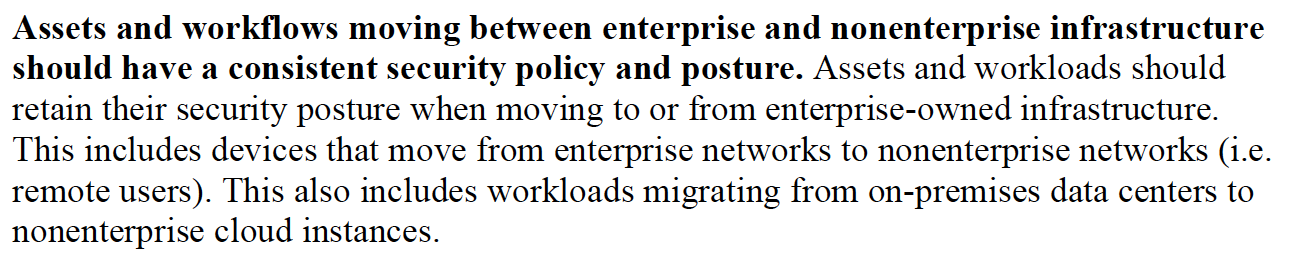 Assets and workflows moving between enterprise and nonenterprise infrastructure
should have a consistent security policy and posture. Assets and workloads should
retain their security posture when moving to or from enterprise-owned infrastructure.
This includes devices that move from enterprise networks to nonenterprise networks (i.e.
remote users). This also includes workloads migrating from on-premises data centers to
nonenterprise cloud instances.